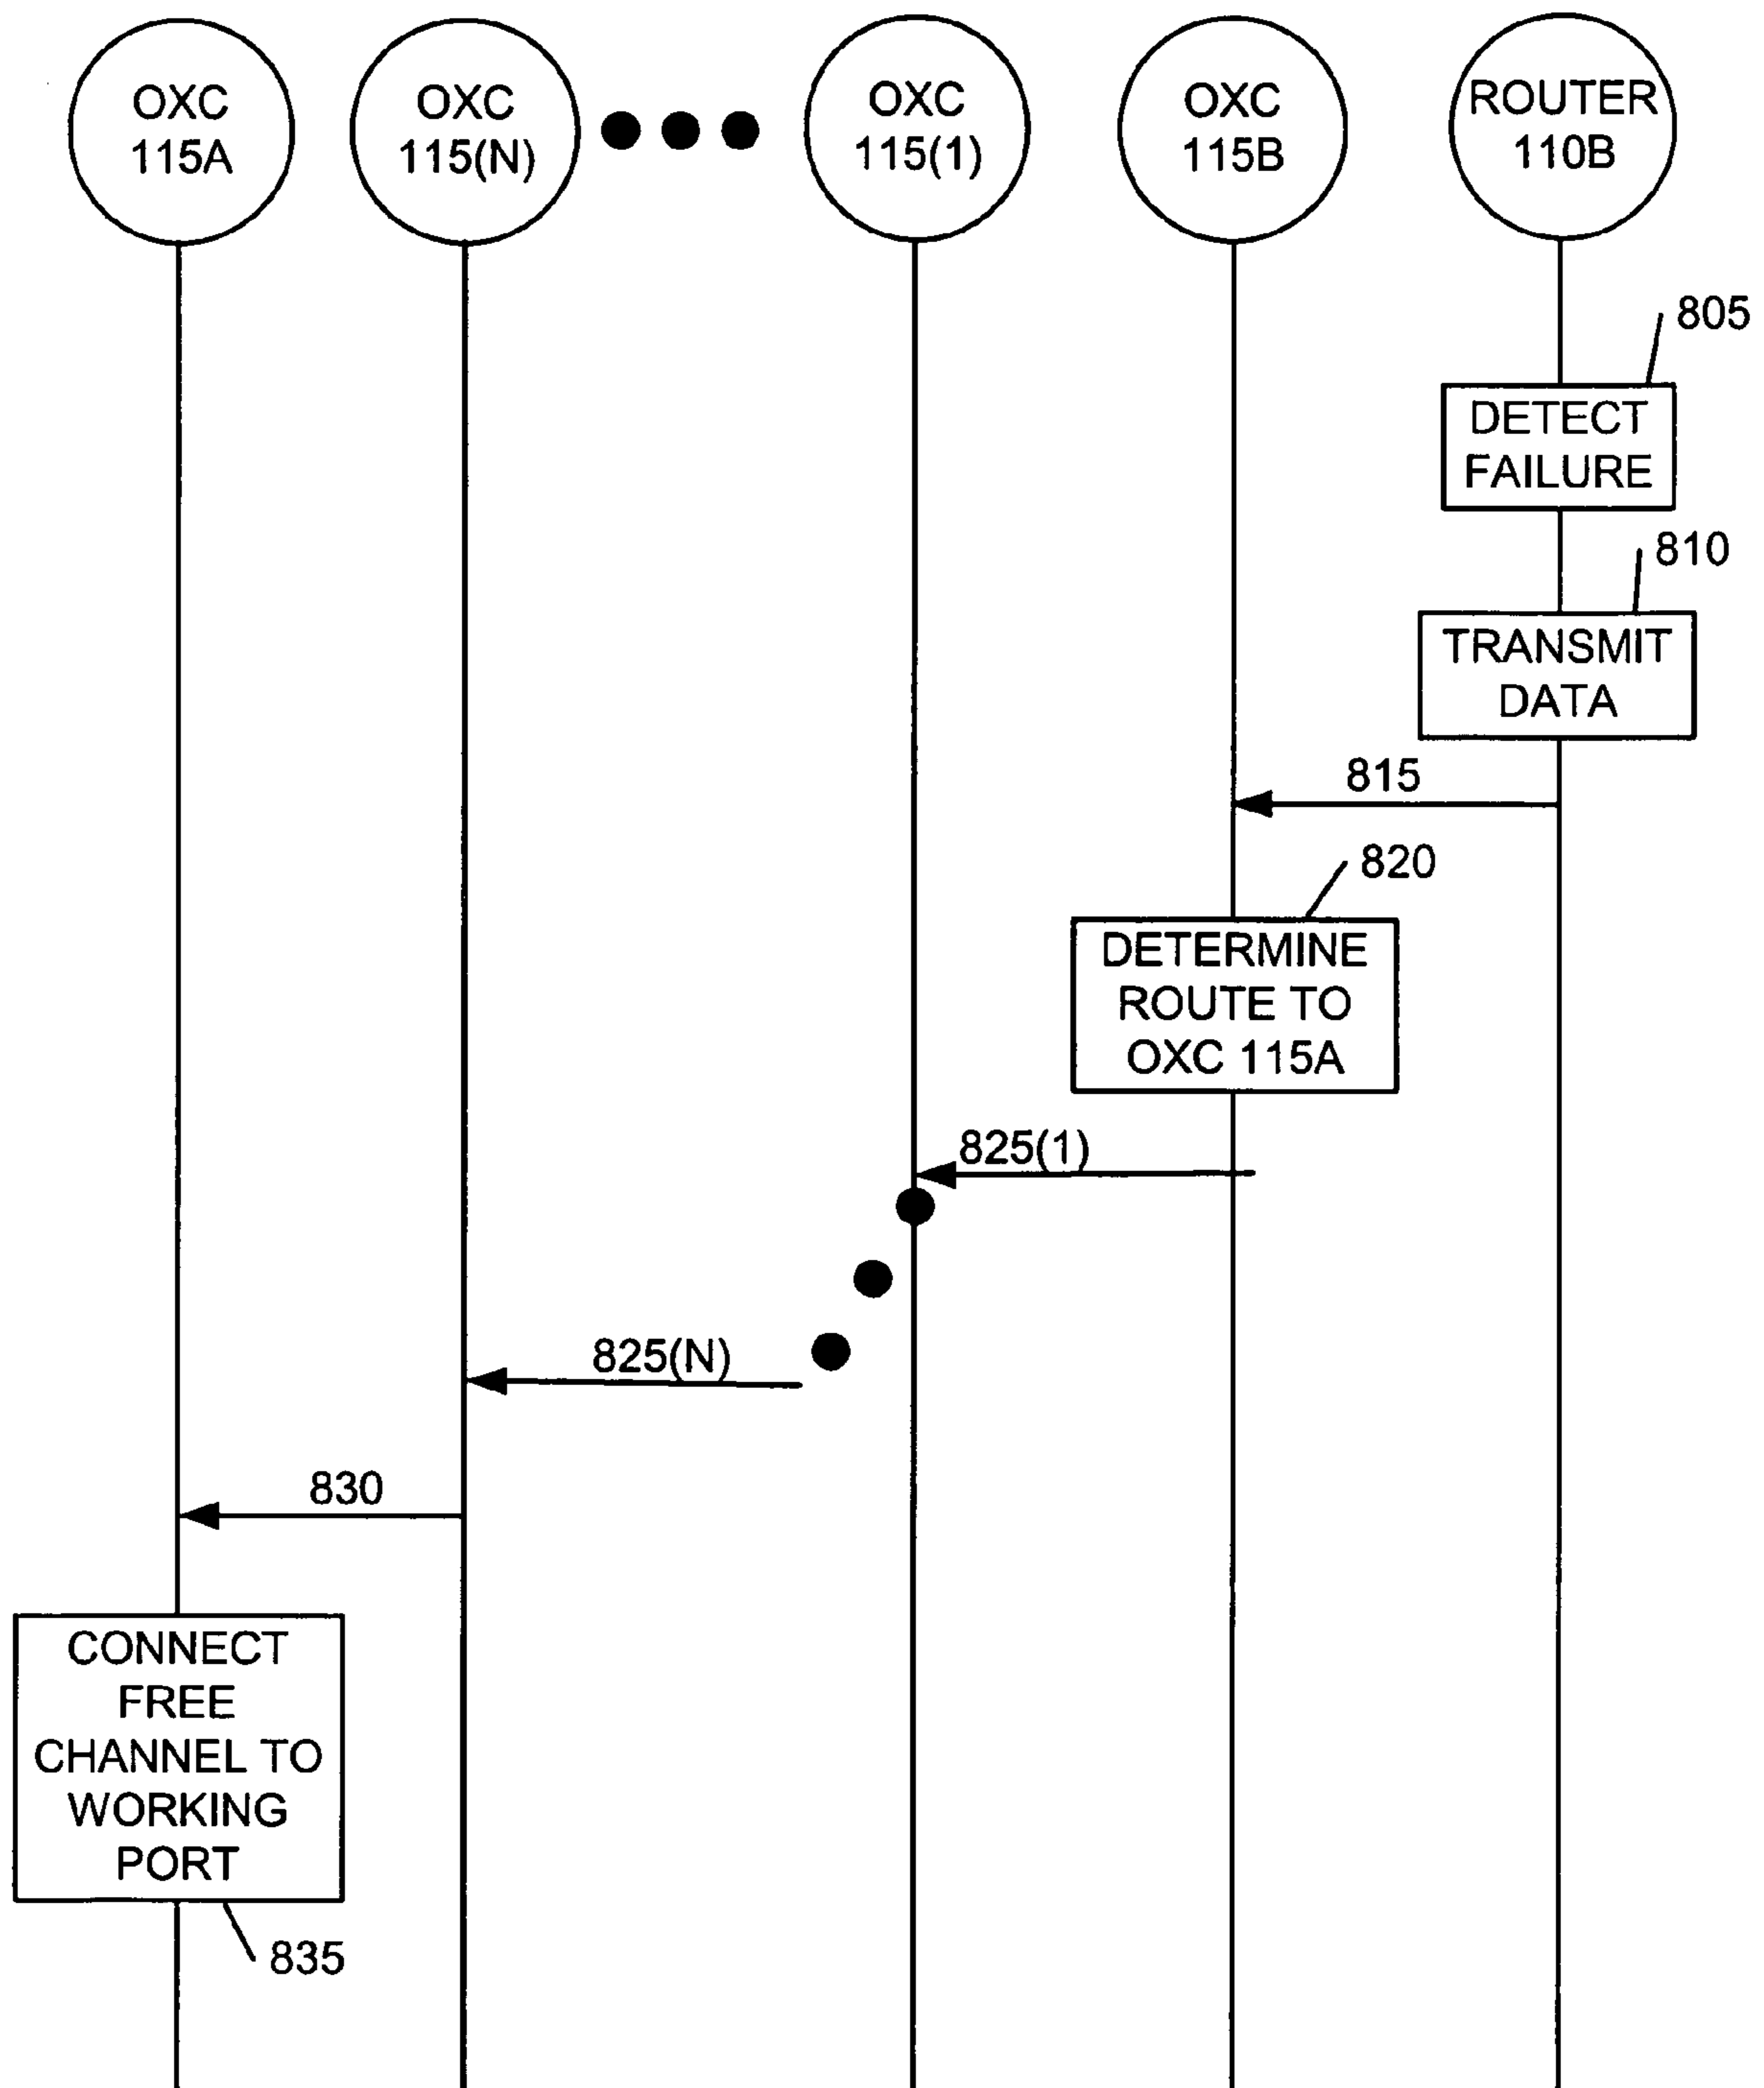 OXC
115A
OXC
115(N)
OXC
115(1)
OXC
115B
ROUTER
110B
805
DETECT
FAILURE
810
TRANSMIT
DATA
815
820
DETERMINE
ROUTE TO
OXC 115A
825(1)
825(N)
830
CONNECT
FREE
CHANNEL TO
WORKING
PORT
835